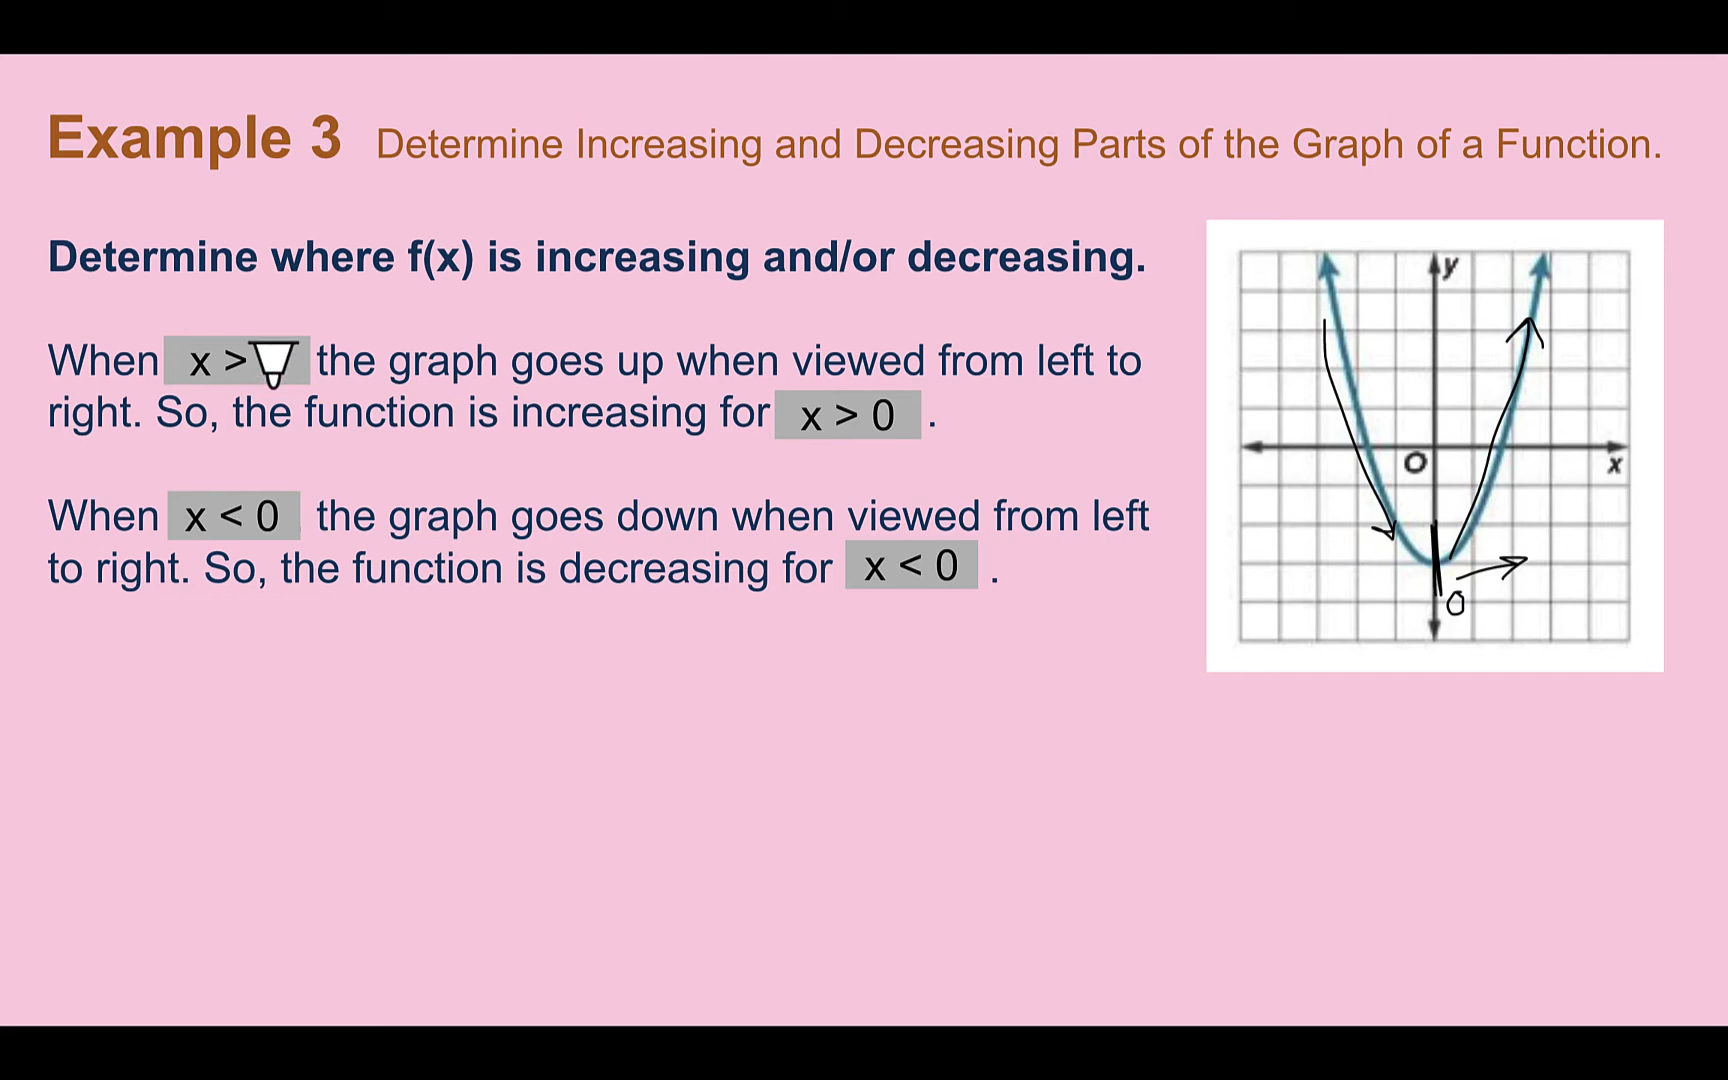 Example 3 Determine Increasing and Decreasing Parts of the Graph of a Function.
Determine where f(x) is increasing and/or decreasing.
When x > the graph goes up when viewed from left to
right. So, the function is increasing for x > 0 .
When x < 0 the graph goes down when viewed from left
to right. So, the function is decreasing for x < 0 .
y
O
x
0